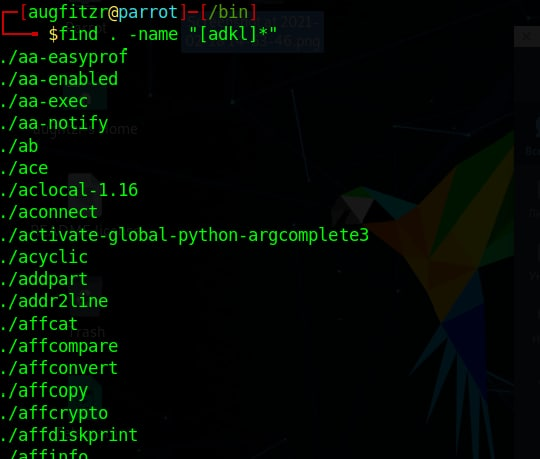 [augfitzr@parrot]─[/bin]
$find . -name "[adkl]*"
./aa-easyprof
./aa-enabled
./aa-exec
./aa-notify
./ab
./ace
./aclocal-1.16
./aconnect
./activate-global-python-argcomplete3
./acyclic
./addpart
./addr2line
./affcat
./affcompare
./affconvert
./affcopy
./affcrypto
./affdiskprint
./affinfo